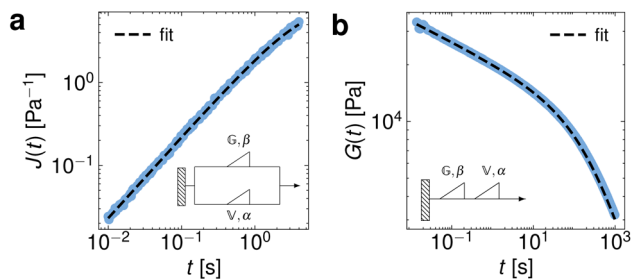 a
b
fit
fit
J(t) [Pa⁻¹]
10⁰
10⁻¹
𝔾, β
𝕍, α
10⁻² 10⁻¹ 10⁰
t [s]
G(t) [Pa]
10⁴
𝔾, β 𝕍, α
10⁻¹ 10¹ 10³
t [s]